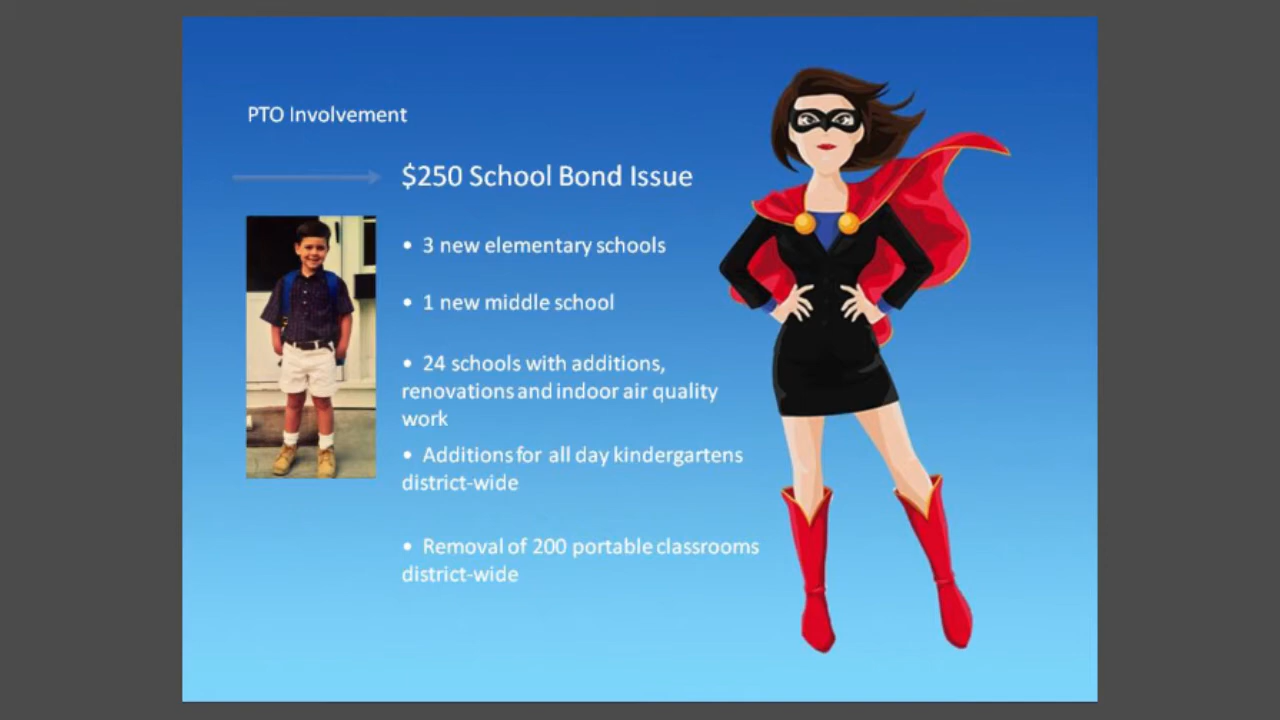 PTO Involvement
$250 School Bond Issue
• 3 new elementary schools
• 1 new middle school
• 24 schools with additions,
renovations and indoor air quality
work
• Additions for all day kindergartens
district-wide
• Removal of 200 portable classrooms
district-wide